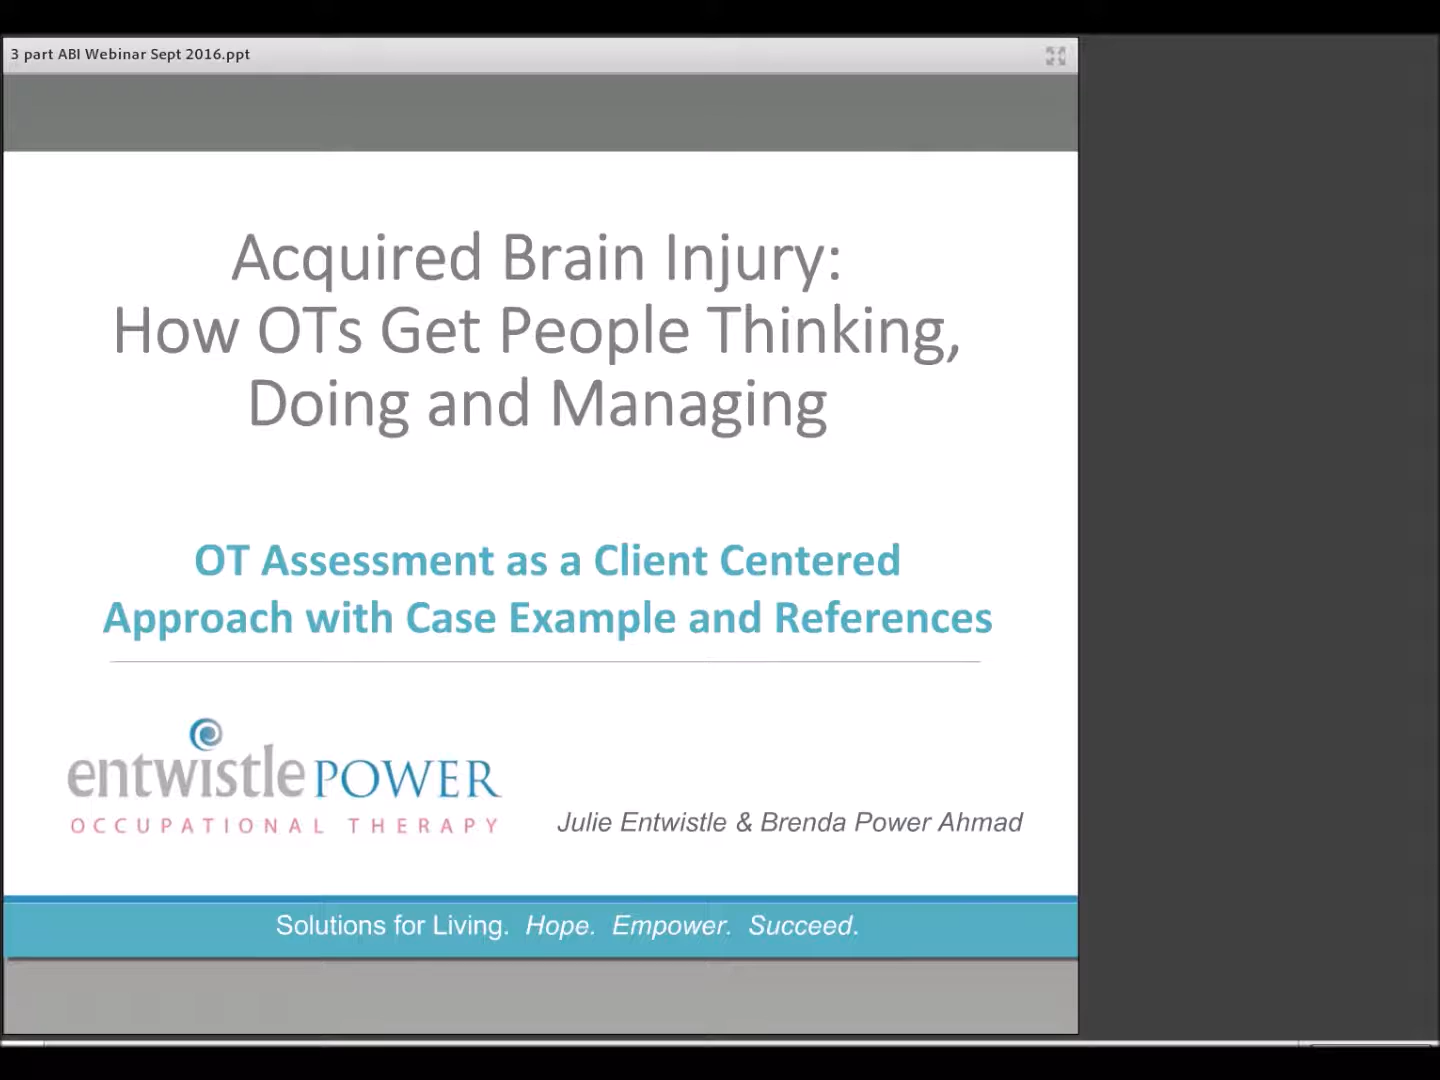 3 part ABI Webinar Sept 2016.ppt
Acquired Brain Injury:
How OTs Get People Thinking,
Doing and Managing
OT Assessment as a Client Centered
Approach with Case Example and References
entwistle POWER
OCCUPATIONAL THERAPY
Julie Entwistle & Brenda Power Ahmad
Solutions for Living. Hope. Empower. Succeed.